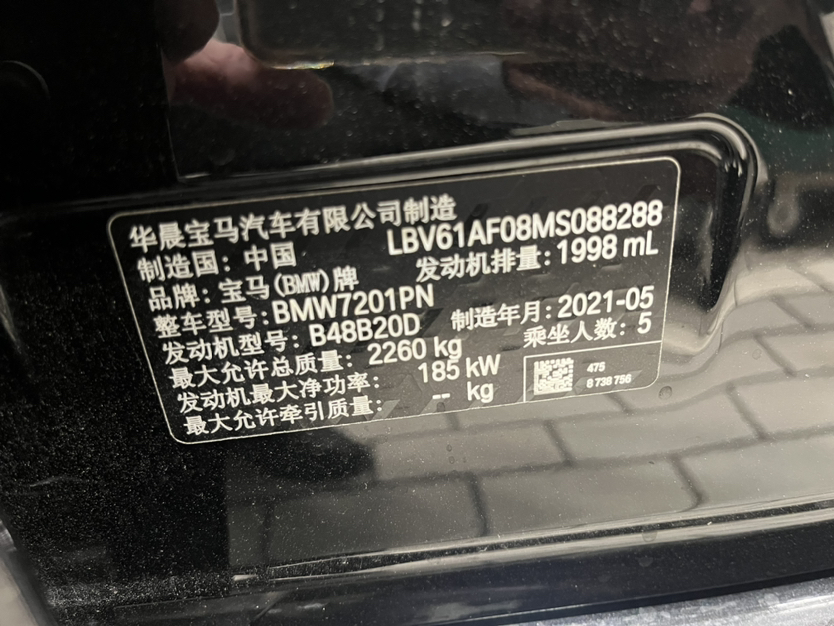 华晨宝马汽车有限公司制造
制造国：中国 LBV61AF08MS088288
品牌：宝马(BMW)牌 发动机排量：1998 mL
整车型号：BMW7201PN
发动机型号：B48B20D 制造年月：2021-05
最大允许总质量：2260 kg 乘坐人数：5
发动机最大净功率：185 kW
最大允许牵引质量：-- kg
475
8 738 756